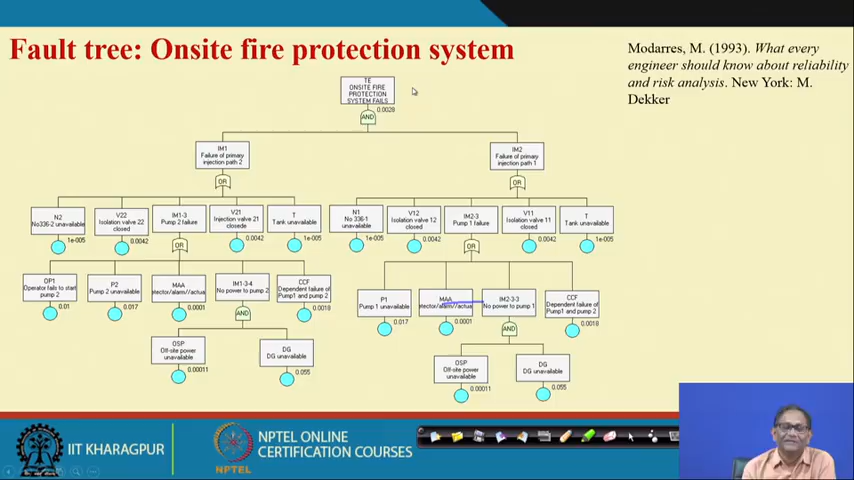 Fault tree: Onsite fire protection system
Modarres, M. (1993). What every
engineer should know about reliability
and risk analysis. New York: M.
Dekker
TE
ONSITE FIRE
PROTECTION
SYSTEM FAILS
0.0028
AND
IM1
Failure of primary
injection path 2
OR
IM2
Failure of primary
injection path 1
OR
N2
No336-2 unavailable
1e-005
V22
Isolation valve 22
closed
0.0042
IM1-3
Pump 2 failure
OR
V21
Injection valve 21
closede
0.0042
T
Tank unavailable
1e-005
N1
No 336-1
unavailable
1e-005
V12
Isolation valve 12
closed
0.0042
IM2-3
Pump 1 failure
OR
V11
Isolation valve 11
closed
0.0042
T
Tank unavailable
1e-005
OP1
Operator fails to start
pump 2
0.01
P2
Pump 2 unavailable
0.017
MAA
etector/alarm//actua
0.0001
IM1-3-4
No power to pump 2
AND
CCF
Dependent failure of
Pump1 and pump 2
0.0018
P1
Pump 1 unavailable
0.017
MAA
etector/alarm//actua
0.0001
IM2-3-3
No power to pump 1
AND
CCF
Dependent failure of
Pump1 and pump 2
0.0018
OSP
Off-site power
unavailable
0.00011
DG
DG unavailable
0.055
OSP
Off-site power
unavailable
0.00011
DG
DG unavailable
0.055
IIT KHARAGPUR
NPTEL
NPTEL ONLINE
CERTIFICATION COURSES